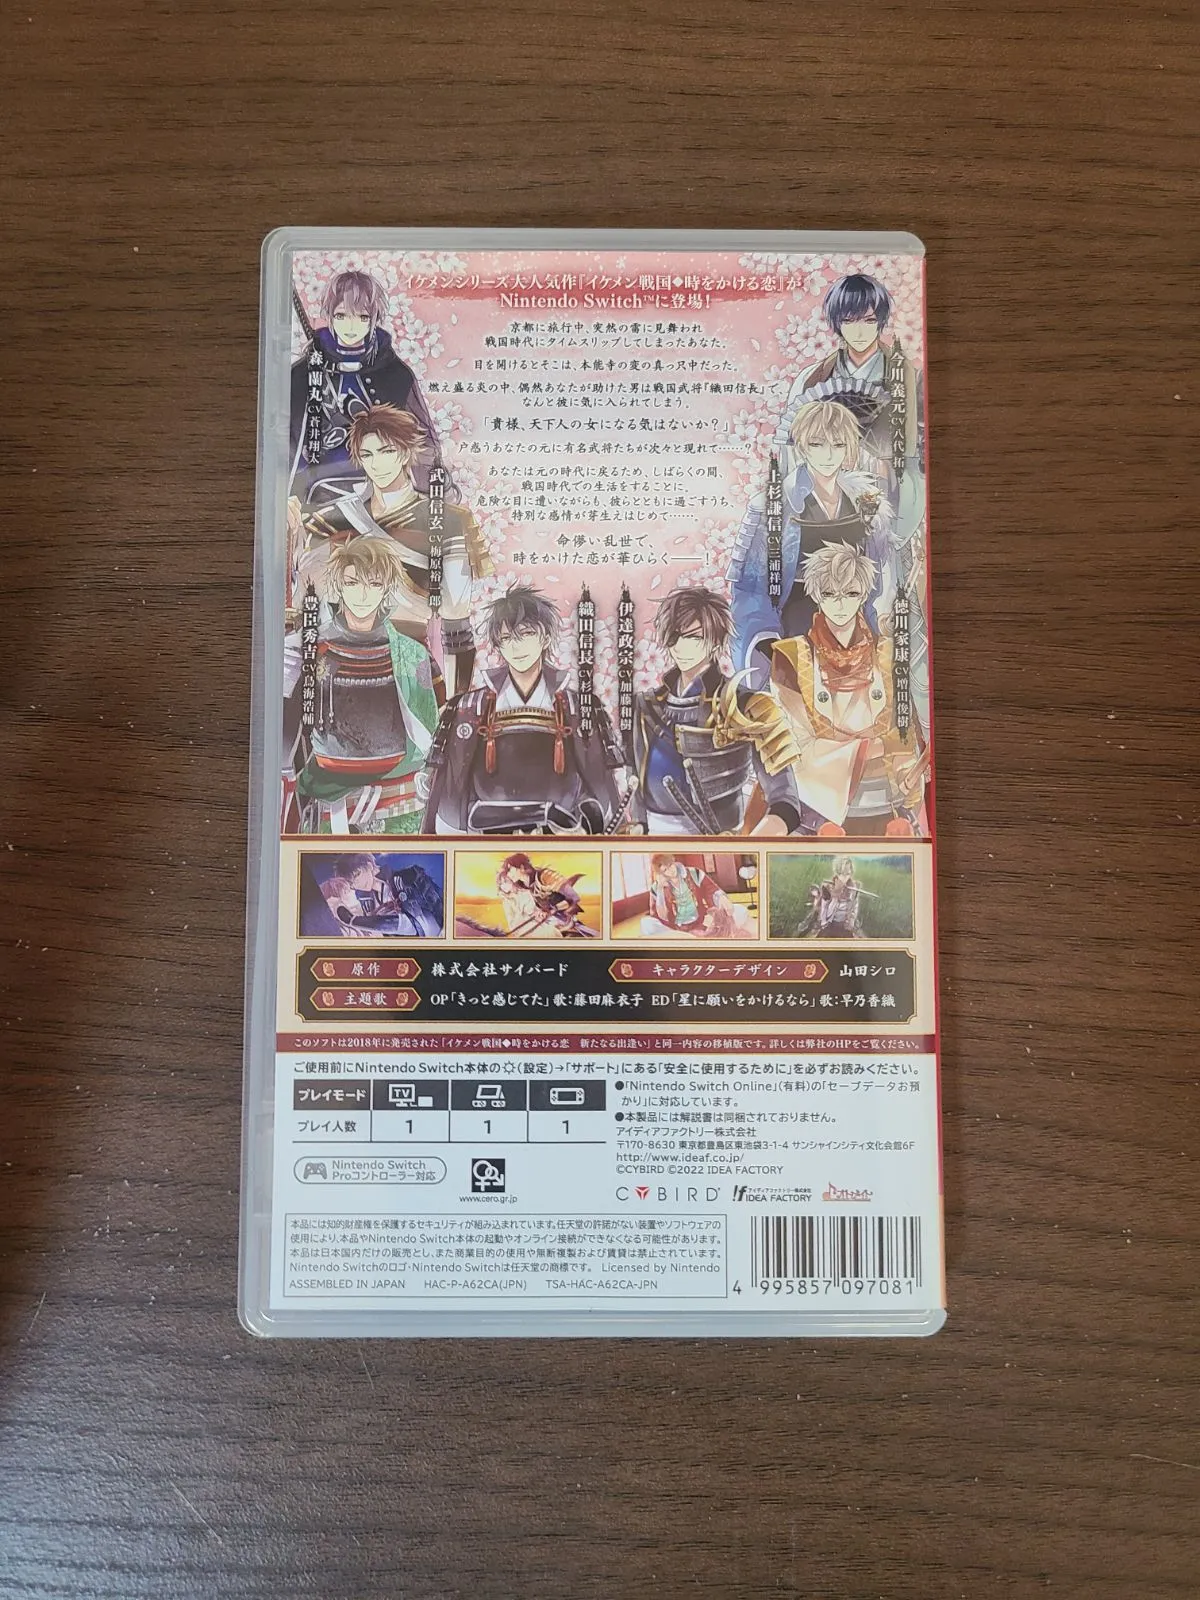 イケメンシリーズ大人気作『イケメン戦国◆時をかける恋』が
Nintendo Switch™に登場！
京都に旅行中、突然の雷に見舞われ
戦国時代にタイムスリップしてしまったあなた。
目を開けるとそこは、本能寺の変の真っ只中だった。
燃え盛る炎の中、偶然あなたが助けた男は戦国武将「織田信長」で、
なんと彼に気に入られてしまう。
「貴様、天下人の女になる気はないか？」
戸惑うあなたの元に有名武将たちが次々と現れて……？
あなたは元の時代に戻るため、しばらくの間、
戦国時代での生活をすることに。
危険な目に遭いながらも、彼らとともに過ごすうち、
特別な感情が芽生えはじめて……。
命儚い乱世で、
時をかけた恋が華ひらく――！
森 蘭丸 CV 蒼井翔太
今川義元 CV 八代 拓
武田信玄 CV 梅原裕一郎
上杉謙信 CV 三浦祥朗
豊臣秀吉 CV 鳥海浩輔
織田信長 CV 杉田智和
伊達政宗 CV 加藤和樹
徳川家康 CV 増田俊樹
原作 株式会社サイバード キャラクターデザイン 山田シロ
主題歌 OP「きっと感じてた」歌：藤田麻衣子 ED「星に願いをかけるなら」歌：早乃香織
このソフトは2018年に発売された「イケメン戦国◆時をかける恋 新たなる出逢い」と同一内容の移植版です。詳しくは弊社のHPをご覧ください。
ご使用前にNintendo Switch本体の(設定)→「サポート」にある「安全に使用するために」を必ずお読みください。
プレイモード TV
プレイ人数 1 1 1
●「Nintendo Switch Online」(有料)の「セーブデータお預
かり」に対応しています。
●本製品には解説書は同梱されておりません。
アイディアファクトリー株式会社
〒170-8630 東京都豊島区東池袋3-1-4 サンシャインシティ文化会館6F
http://www.ideaf.co.jp/
©CYBIRD ©2022 IDEA FACTORY
Nintendo Switch
Proコントローラー対応
www.cero.gr.jp
CYBIRD
アイディアファクトリー株式会社
IDEA FACTORY
オトメイト
本品には知的財産権を保護するセキュリティが組み込まれています。任天堂の許諾がない装置やソフトウェアの
使用により、本品やNintendo Switch本体の起動やオンライン接続ができなくなる可能性があります。
本品は日本国内だけの販売とし、また商業目的の使用や無断複製および賃貸は禁止されています。
Nintendo Switchのロゴ・Nintendo Switchは任天堂の商標です。 Licensed by Nintendo
ASSEMBLED IN JAPAN HAC-P-A62CA(JPN) TSA-HAC-A62CA-JPN
4 995857 097081